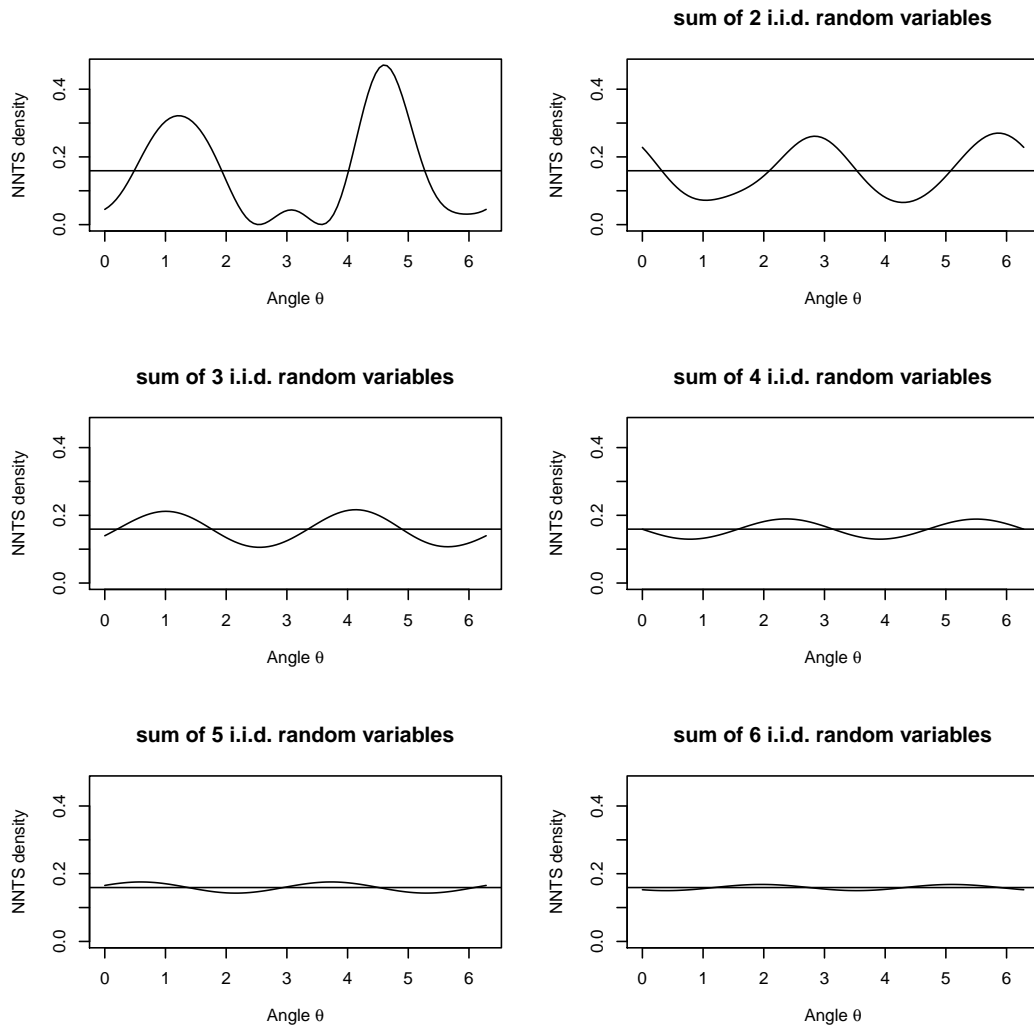 0.0 0.2 0.4
NNTS density
0 1 2 3 4 5 6
Angle θ
sum of 2 i.i.d. random variables
0.0 0.2 0.4
NNTS density
0 1 2 3 4 5 6
Angle θ
sum of 3 i.i.d. random variables
0.0 0.2 0.4
NNTS density
0 1 2 3 4 5 6
Angle θ
sum of 4 i.i.d. random variables
0.0 0.2 0.4
NNTS density
0 1 2 3 4 5 6
Angle θ
sum of 5 i.i.d. random variables
0.0 0.2 0.4
NNTS density
0 1 2 3 4 5 6
Angle θ
sum of 6 i.i.d. random variables
0.0 0.2 0.4
NNTS density
0 1 2 3 4 5 6
Angle θ